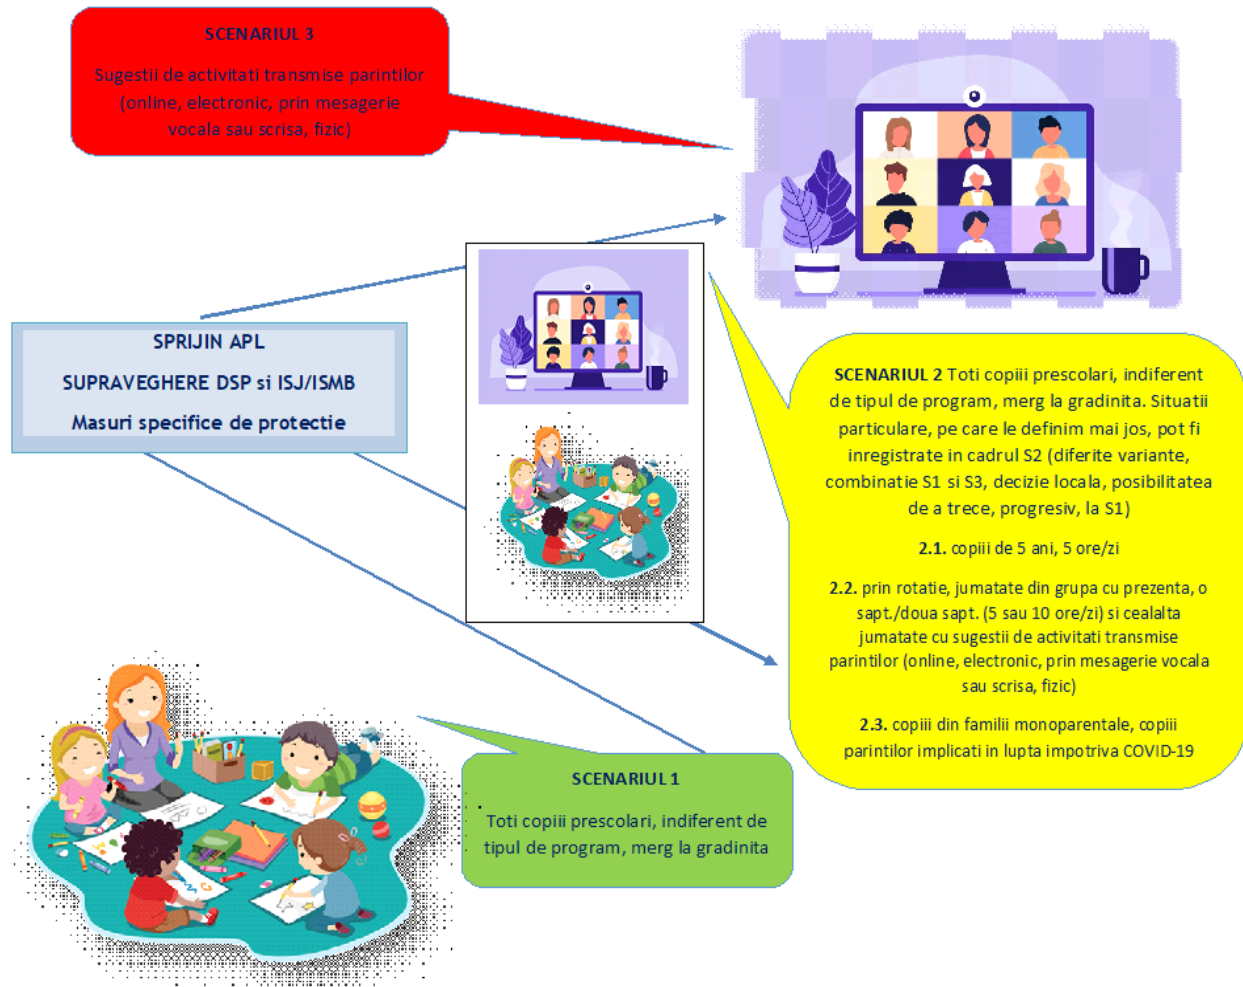 SCENARIUL 3
Sugestii de activitati transmise parintilor
(online, electronic, prin mesagerie
vocala sau scrisa, fizic)
SPRIJIN APL
SUPRAVEGHERE DSP si ISJ/ISMB
Masuri specifice de protectie
SCENARIUL 2 Toti copiii prescolari, indiferent
de tipul de program, merg la gradinita. Situatii
particulare, pe care le definim mai jos, pot fi
inregistrate in cadrul S2 (diferite variante,
combinatie S1 si S3, decizie locala, posibilitatea
de a trece, progresiv, la S1)
2.1. copiii de 5 ani, 5 ore/zi
2.2. prin rotatie, jumatate din grupa cu prezenta, o
sapt./doua sapt. (5 sau 10 ore/zi) si cealalta
jumatate cu sugestii de activitati transmise
parintilor (online, electronic, prin mesagerie vocala
sau scrisa, fizic)
2.3. copiii din familii monoparentale, copiii
parintilor implicati in lupta impotriva COVID-19
SCENARIUL 1
Toti copiii prescolari, indiferent de
tipul de program, merg la gradinita